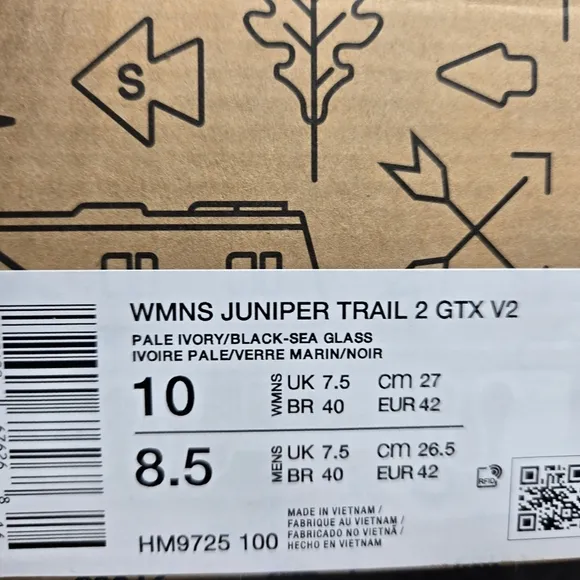 S
WMNS JUNIPER TRAIL 2 GTX V2
PALE IVORY/BLACK-SEA GLASS
IVOIRE PALE/VERRE MARIN/NOIR
10
WMNS
UK 7.5 cm 27
BR 40 EUR 42
8.5
MENS
UK 7.5 cm 26.5
BR 40 EUR 42
RFID
HM9725 100
MADE IN VIETNAM /
FABRIQUE AU VIETNAM /
FABRICADO NO VIETNÃ /
HECHO EN VIETNAM